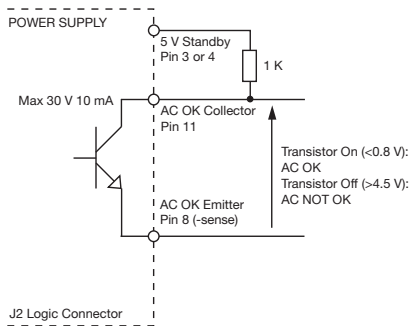 POWER SUPPLY
5 V Standby
Pin 3 or 4
1 K
Max 30 V 10 mA
AC OK Collector
Pin 11
Transistor On (<0.8 V):
AC OK
Transistor Off (>4.5 V):
AC NOT OK
AC OK Emitter
Pin 8 (-sense)
J2 Logic Connector